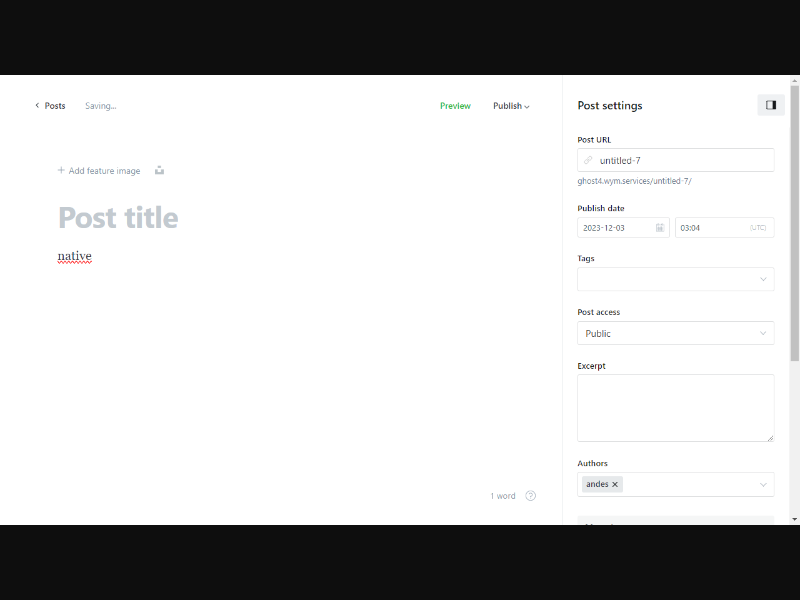 Posts
Saving...
Preview
Publish
Post settings
Post URL
untitled-7
ghost4.wym.services/untitled-7/
Publish date
2023-12-03
03:04
(UTC)
Tags
Post access
Public
Excerpt
Authors
andes
+ Add feature image
Post title
native
1 word
?